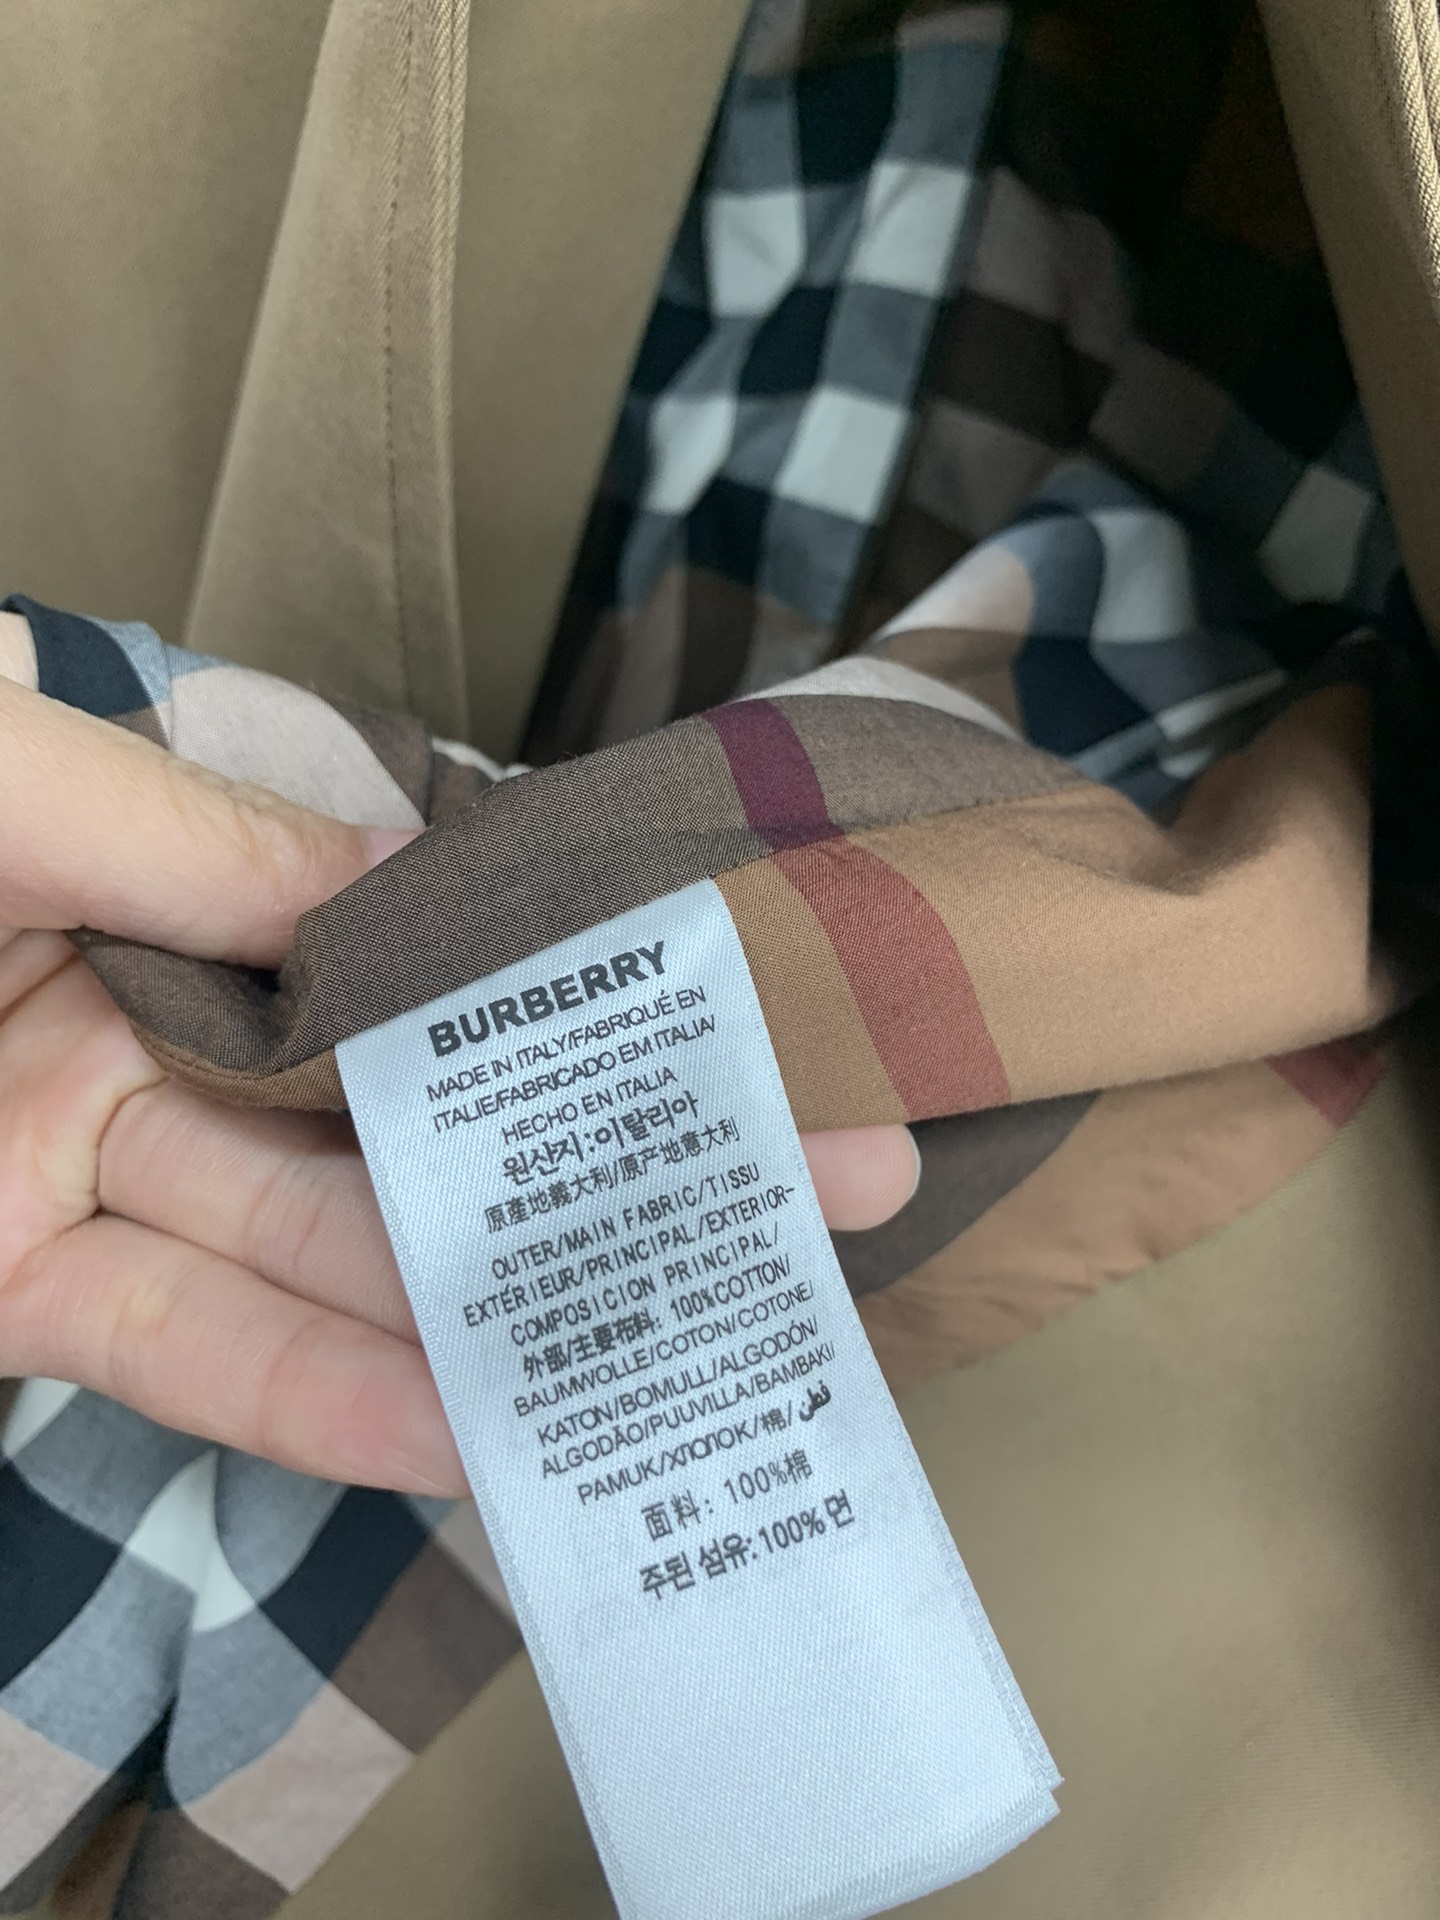 BURBERRY
MADE IN ITALY/FABRIQUÉ EN
ITALIE/FABRICADO EM ITALIA/
HECHO EN ITALIA
원산지:이탈리아
原產地義大利/原产地意大利
OUTER/MAIN FABRIC/TISSU
EXTÉRIEUR/PRINCIPAL/EXTERIOR-
COMPOSICION PRINCIPAL/
外部/主要布料: 100%COTTON/
BAUMWOLLE/COTON/COTONE/
KATON/BOMULL/ALGODÓN/
ALGODÃO/PUUVILLA/BAMBAKI/
PAMUK/ХЛОПОК/棉/قطن
面料: 100%棉
주된 섬유:100% 면